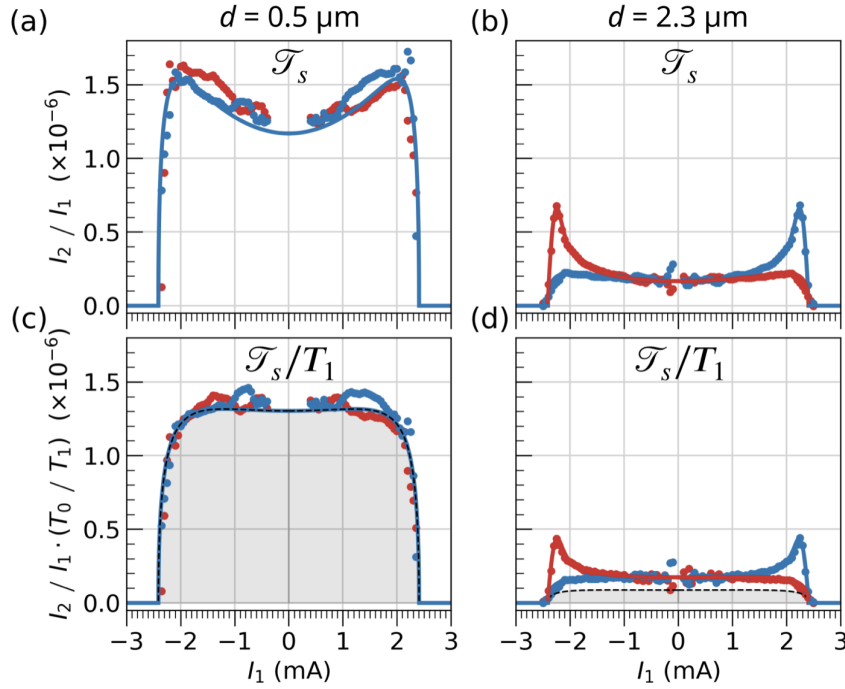 (a) d = 0.5 μm
(b) d = 2.3 μm
𝒯s
𝒯s
I2 / I1 (×10−6)
1.5
1.0
0.5
0.0
(c)
(d)
𝒯s/T1
𝒯s/T1
I2 / I1 · (T0 / T1) (×10−6)
1.5
1.0
0.5
0.0
−3 −2 −1 0 1 2 3
−3 −2 −1 0 1 2 3
I1 (mA)
I1 (mA)